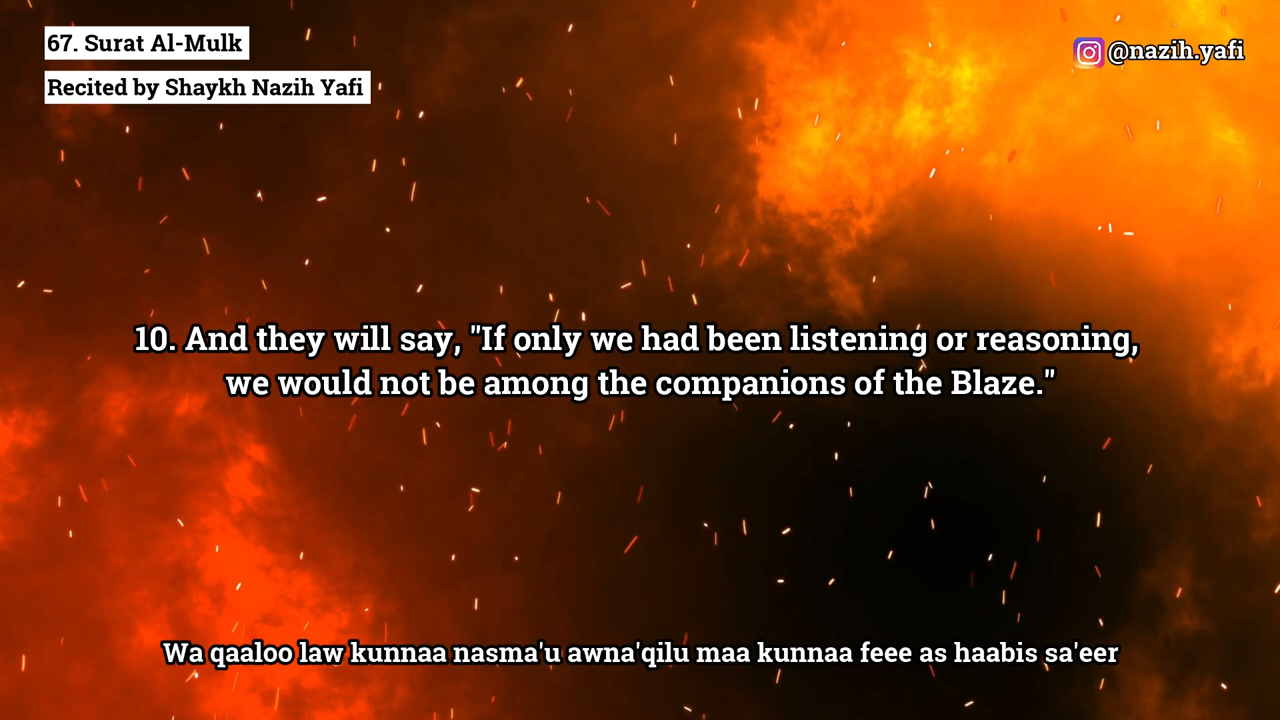 67. Surat Al-Mulk
Recited by Shaykh Nazih Yafi
@nazih.yafi
10. And they will say, "If only we had been listening or reasoning,
we would not be among the companions of the Blaze."
Wa qaaloo law kunnaa nasma'u awna'qilu maa kunnaa feee as haabis sa'eer